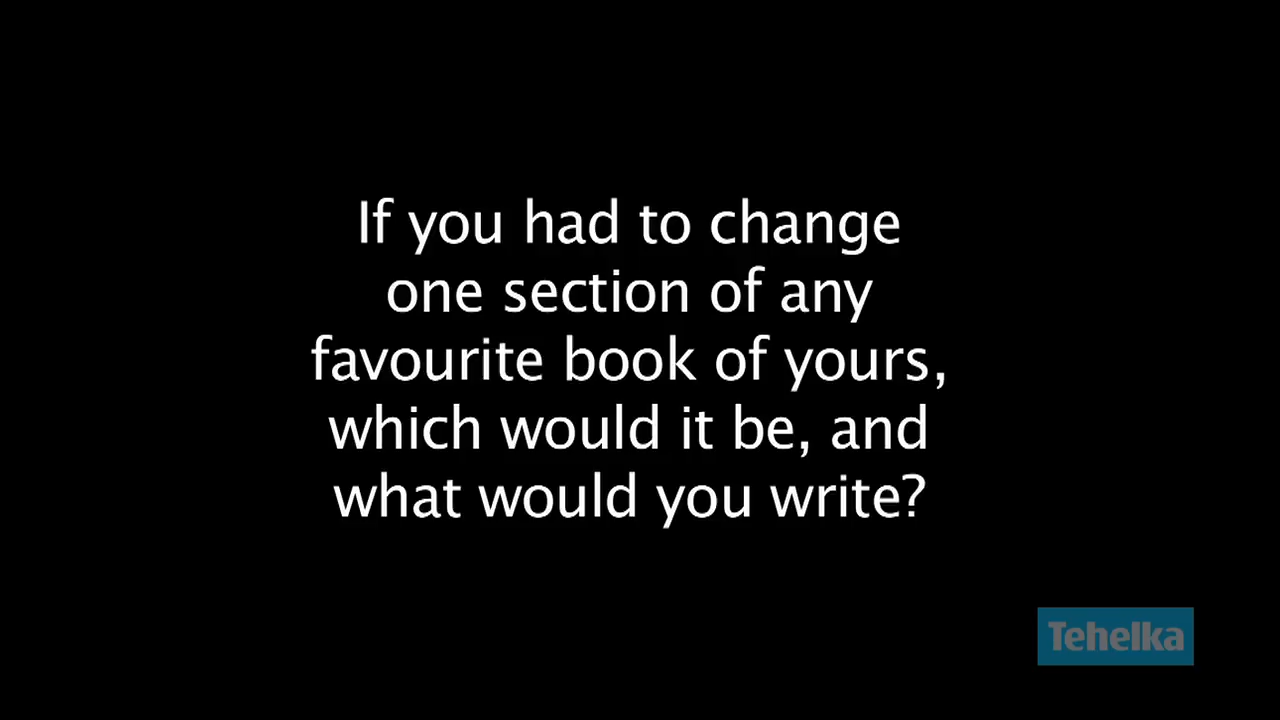 If you had to change
one section of any
favourite book of yours,
which would it be, and
what would you write?
Tehelka